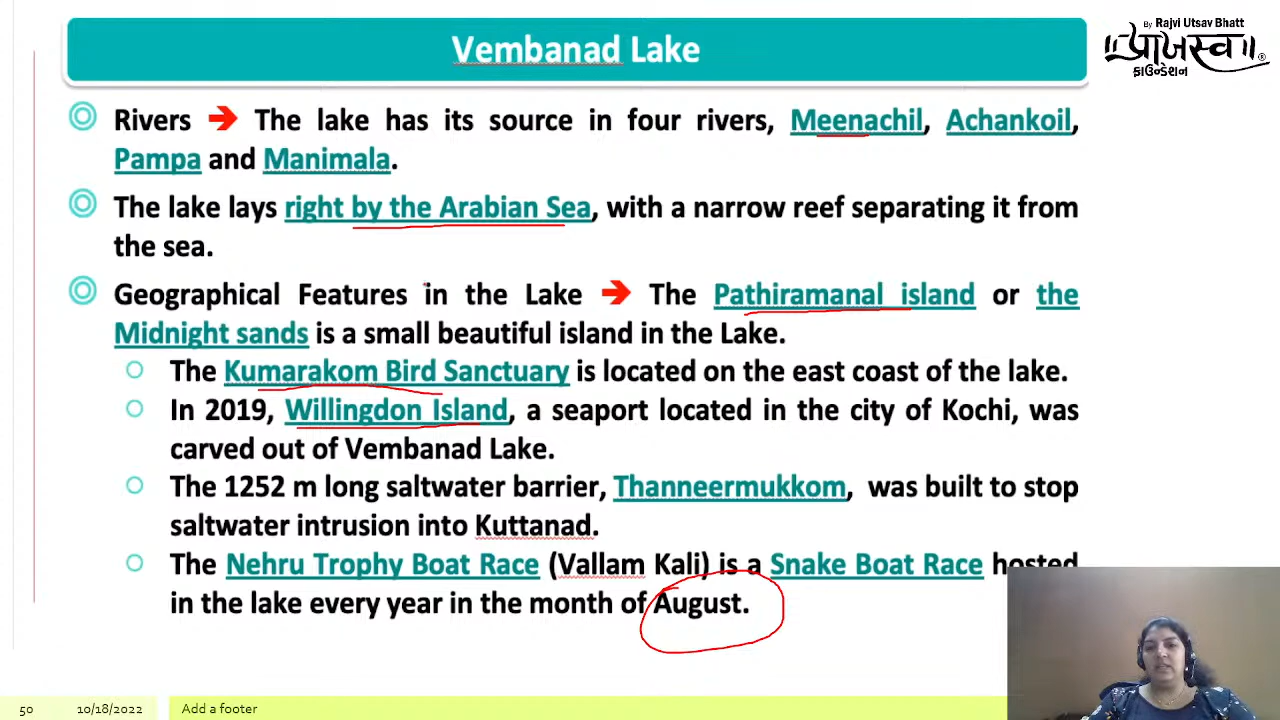 Vembanad Lake
By Rajvi Utsav Bhatt
॥प्राजस्व॥
®
ફાઉન્ડેશન
Rivers ➔ The lake has its source in four rivers, Meenachil, Achankoil,
Pampa and Manimala.
The lake lays right by the Arabian Sea, with a narrow reef separating it from
the sea.
Geographical Features in the Lake ➔ The Pathiramanal island or the
Midnight sands is a small beautiful island in the Lake.
The Kumarakom Bird Sanctuary is located on the east coast of the lake.
In 2019, Willingdon Island, a seaport located in the city of Kochi, was
carved out of Vembanad Lake.
The 1252 m long saltwater barrier, Thanneermukkom, was built to stop
saltwater intrusion into Kuttanad.
The Nehru Trophy Boat Race (Vallam Kali) is a Snake Boat Race hosted
in the lake every year in the month of August.
50 10/18/2022 Add a footer